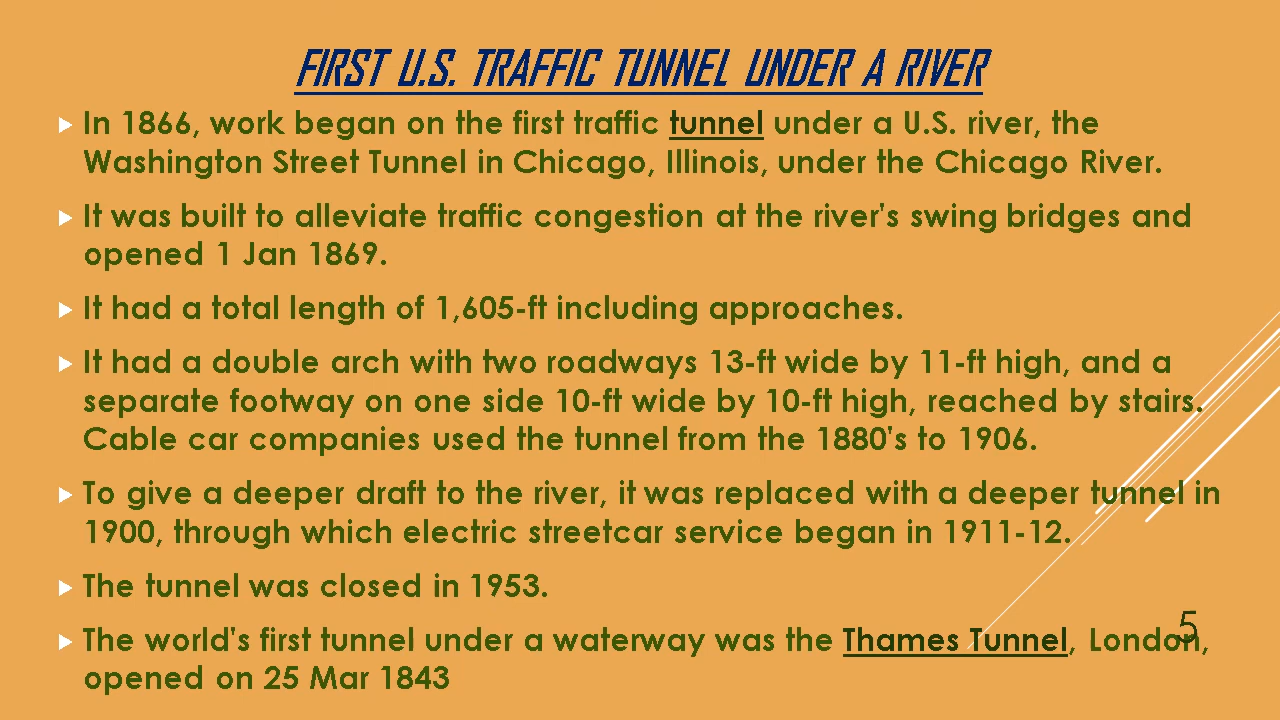 FIRST U.S. TRAFFIC TUNNEL UNDER A RIVER
In 1866, work began on the first traffic tunnel under a U.S. river, the
Washington Street Tunnel in Chicago, Illinois, under the Chicago River.
It was built to alleviate traffic congestion at the river's swing bridges and
opened 1 Jan 1869.
It had a total length of 1,605-ft including approaches.
It had a double arch with two roadways 13-ft wide by 11-ft high, and a
separate footway on one side 10-ft wide by 10-ft high, reached by stairs.
Cable car companies used the tunnel from the 1880's to 1906.
To give a deeper draft to the river, it was replaced with a deeper tunnel in
1900, through which electric streetcar service began in 1911-12.
The tunnel was closed in 1953.
The world's first tunnel under a waterway was the Thames Tunnel, London,
opened on 25 Mar 1843
5